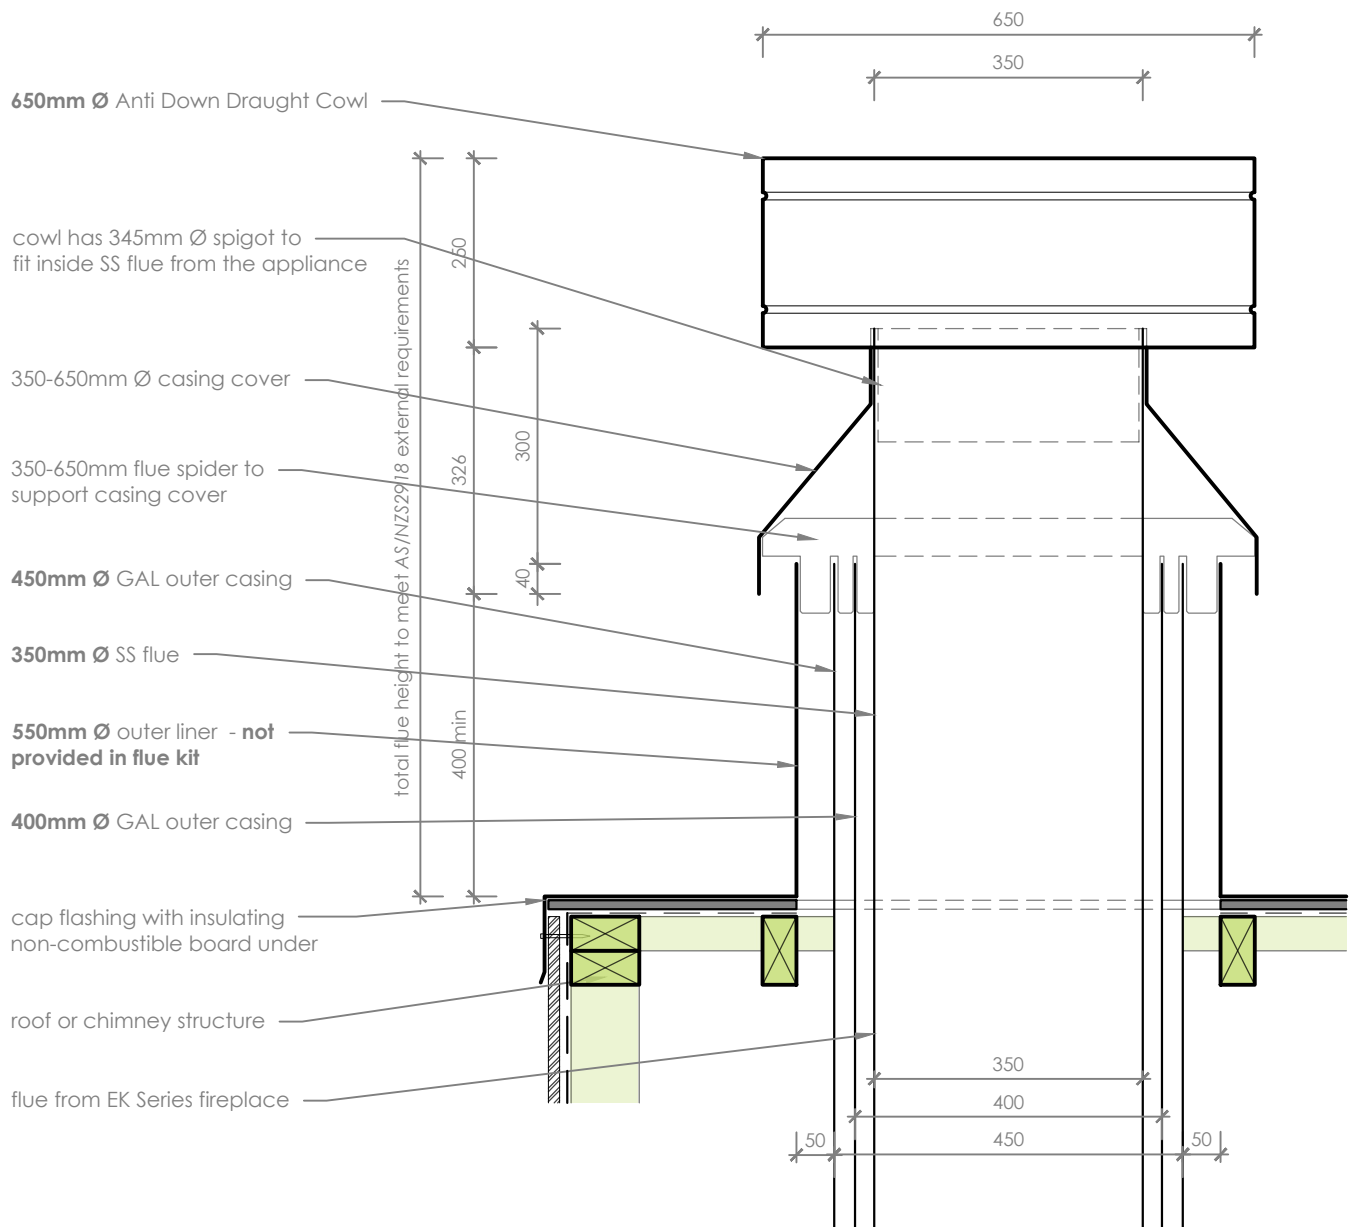 650
350
650mm Ø Anti Down Draught Cowl
cowl has 345mm Ø spigot to
fit inside SS flue from the appliance
350-650mm Ø casing cover
350-650mm flue spider to
support casing cover
450mm Ø GAL outer casing
350mm Ø SS flue
550mm Ø outer liner - not
provided in flue kit
400mm Ø GAL outer casing
cap flashing with insulating
non-combustible board under
roof or chimney structure
flue from EK Series fireplace
total flue height to meet AS/NZS2918 external requirements
250
326
400 min
300
40
350
400
50
450
50